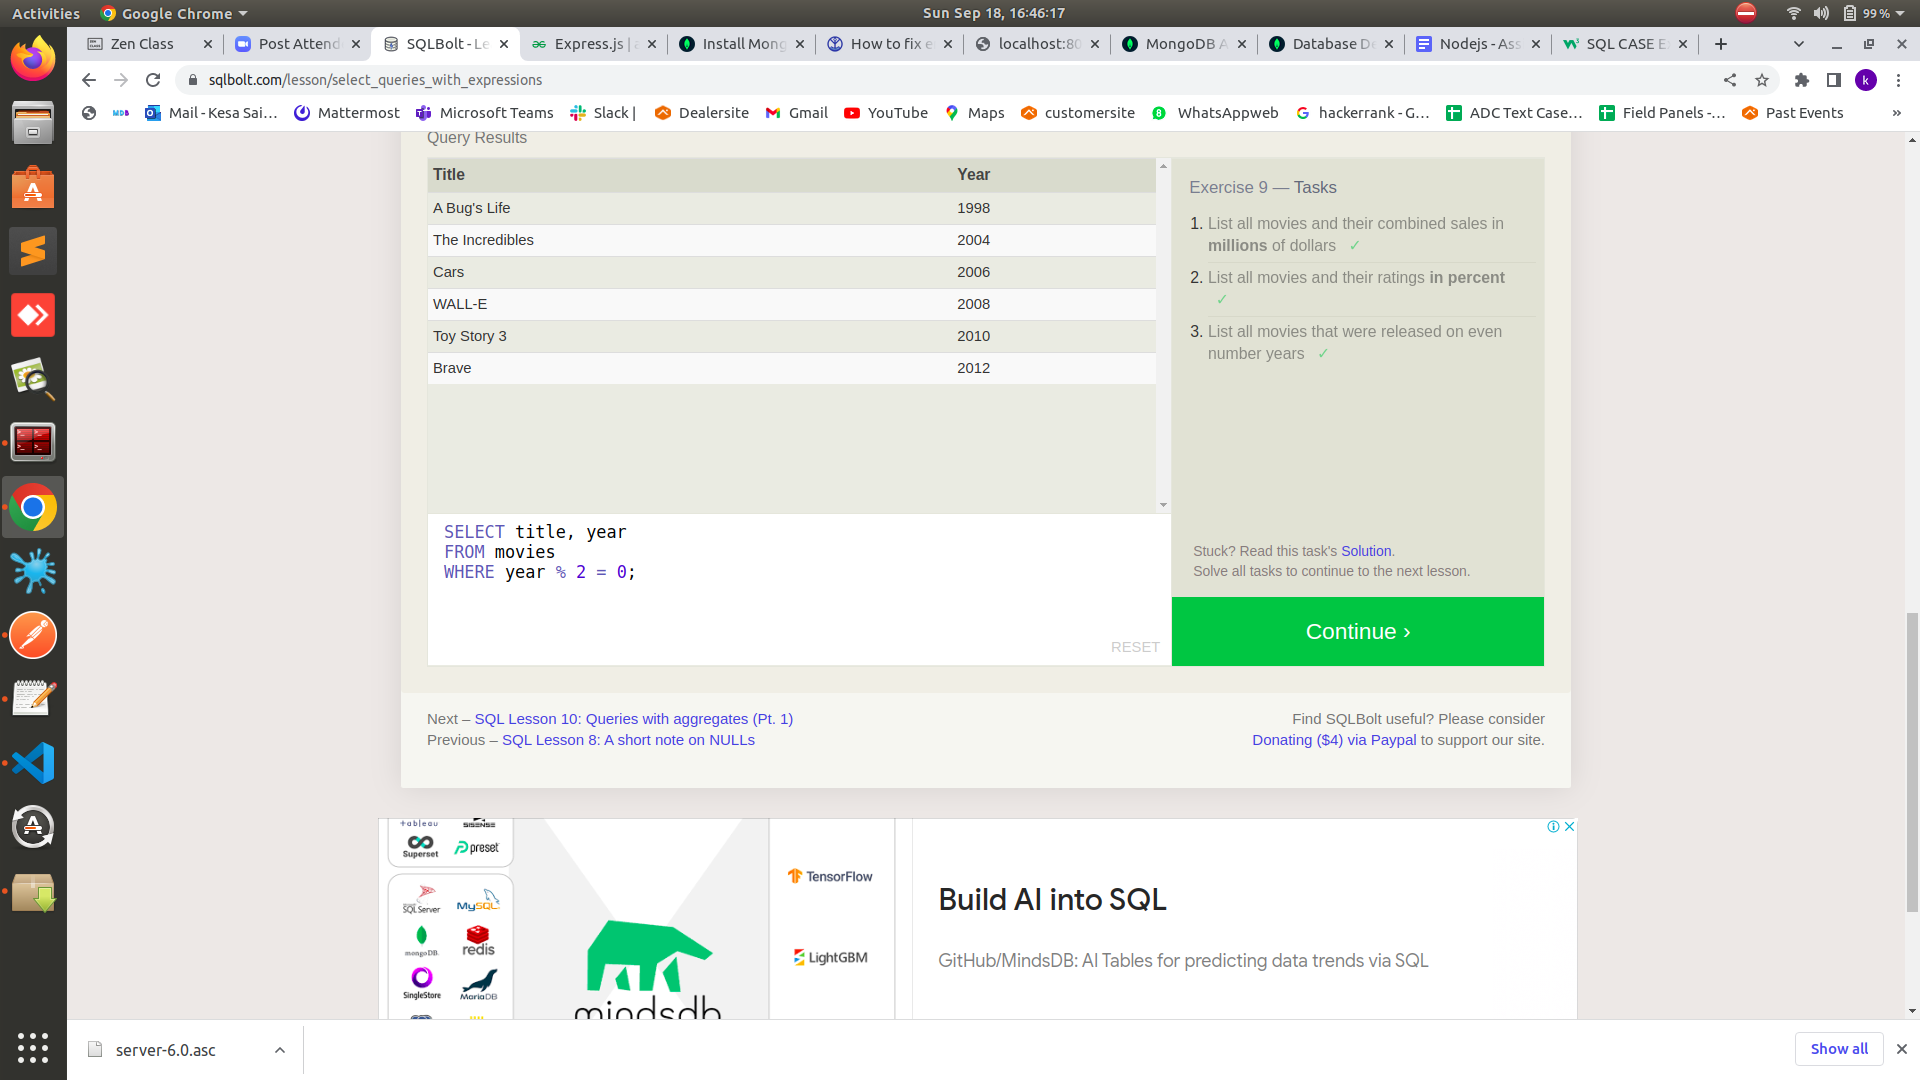 Activities Google Chrome Sun Sep 18, 16:46:17 99 %
Zen Class Post Attend SQLBolt - Le Express.js | a Install Mong How to fix e localhost:80 MongoDB A Database De Nodejs - Ass SQL CASE E
sqlbolt.com/lesson/select_queries_with_expressions k
MDB Mail - Kesa Sai... Mattermost Microsoft Teams Slack | Dealersite Gmail YouTube Maps customersite WhatsAppweb hackerrank - G... ADC Text Case... Field Panels -... Past Events »
Query Results
Title Year
A Bug's Life 1998
The Incredibles 2004
Cars 2006
WALL-E 2008
Toy Story 3 2010
Brave 2012
Exercise 9 — Tasks
1. List all movies and their combined sales in
millions of dollars ✓
2. List all movies and their ratings in percent
✓
3. List all movies that were released on even
number years ✓
SELECT title, year
FROM movies
WHERE year % 2 = 0;
RESET
Stuck? Read this task's Solution.
Solve all tasks to continue to the next lesson.
Continue ›
Next – SQL Lesson 10: Queries with aggregates (Pt. 1)
Previous – SQL Lesson 8: A short note on NULLs
Find SQLBolt useful? Please consider
Donating ($4) via Paypal to support our site.
+ableau SISENSE
Superset preset
SQL Server MySQL
mongoDB redis
SingleStore MariaDB
mindsdb
TensorFlow
LightGBM
Build AI into SQL
GitHub/MindsDB: AI Tables for predicting data trends via SQL
server-6.0.asc
Show all